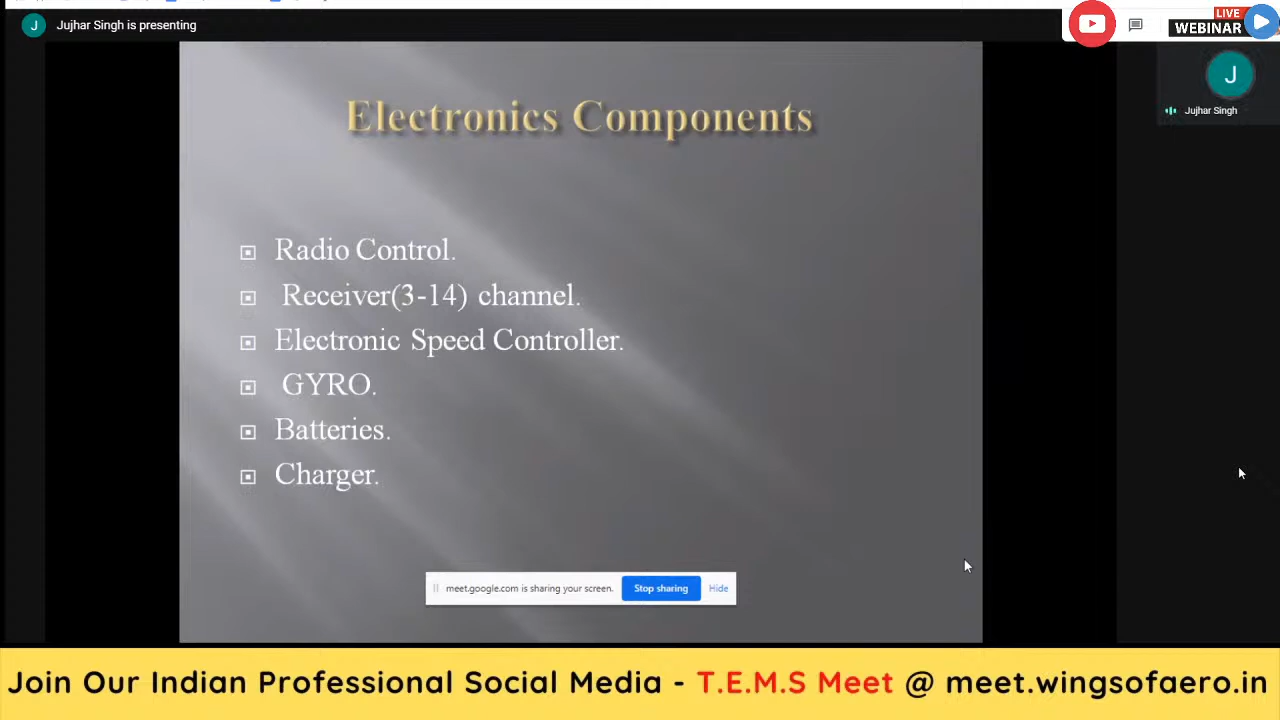 J Jujhar Singh is presenting
LIVE
WEBINAR
J
Jujhar Singh
Electronics Components
Radio Control.
Receiver(3-14) channel.
Electronic Speed Controller.
GYRO.
Batteries.
Charger.
meet.google.com is sharing your screen. Stop sharing Hide
Join Our Indian Professional Social Media - T.E.M.S Meet @ meet.wingsofaero.in